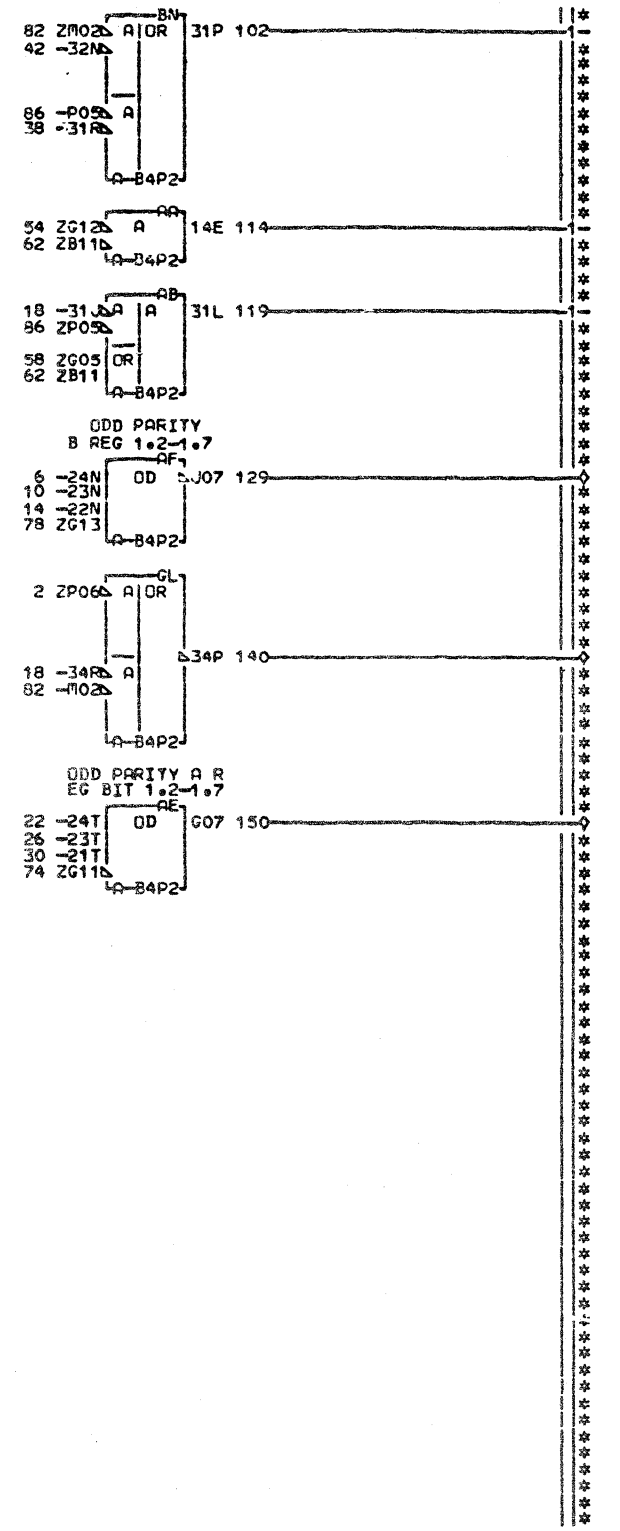 BN
82 ZM02 A OR 31P 102 1
42 -32N
86 -P05 A
38 -31R
A B4P2
AA
54 ZG12 A 14E 114 1
62 ZB11
A B4P2
AB
18 -31J A A 31L 119 1
86 ZP05
58 ZG05 OR
62 ZB11
A B4P2
ODD PARITY
B REG 1.2-1.7
AF
6 -24N OD J07 129
10 -23N
14 -22N
78 ZG13
A B4P2
GL
2 ZP06 A OR
34P 140
18 -34R A
82 -M02
A B4P2
ODD PARITY A R
EG BIT 1.2-1.7
AE
22 -24T OD G07 150
26 -23T
30 -21T
74 ZG11
A B4P2